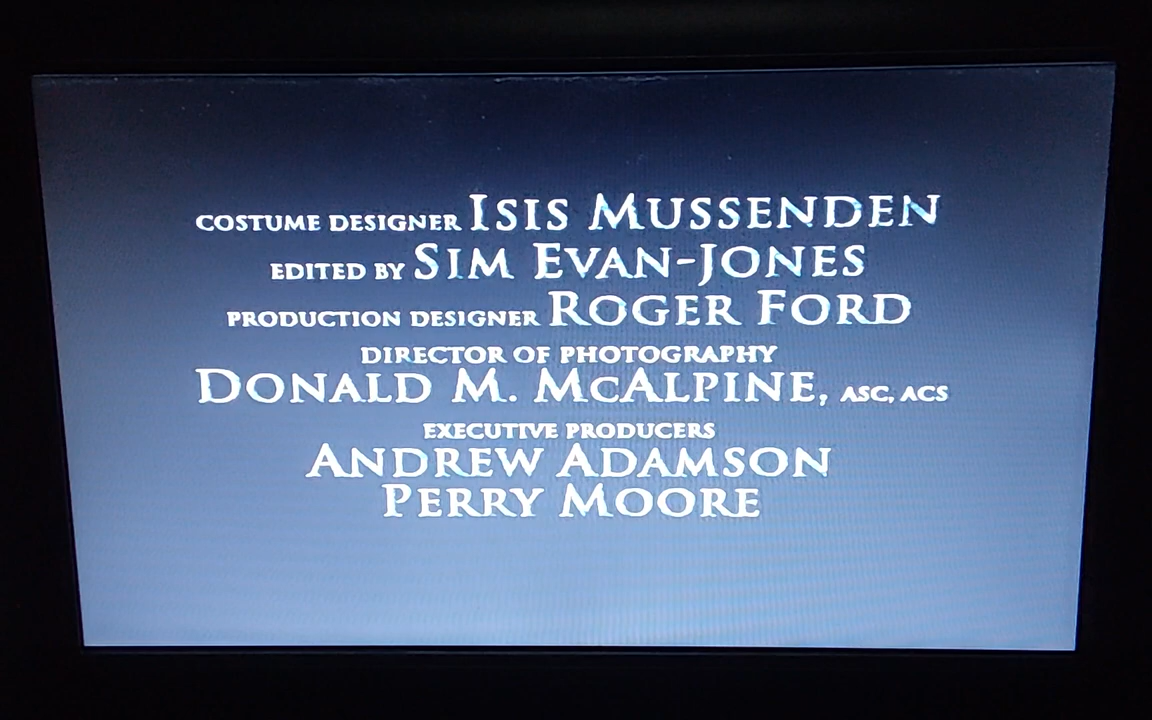 COSTUME DESIGNER ISIS MUSSENDEN
EDITED BY SIM EVAN-JONES
PRODUCTION DESIGNER ROGER FORD
DIRECTOR OF PHOTOGRAPHY
DONALD M. MCALPINE, ASC, ACS
EXECUTIVE PRODUCERS
ANDREW ADAMSON
PERRY MOORE